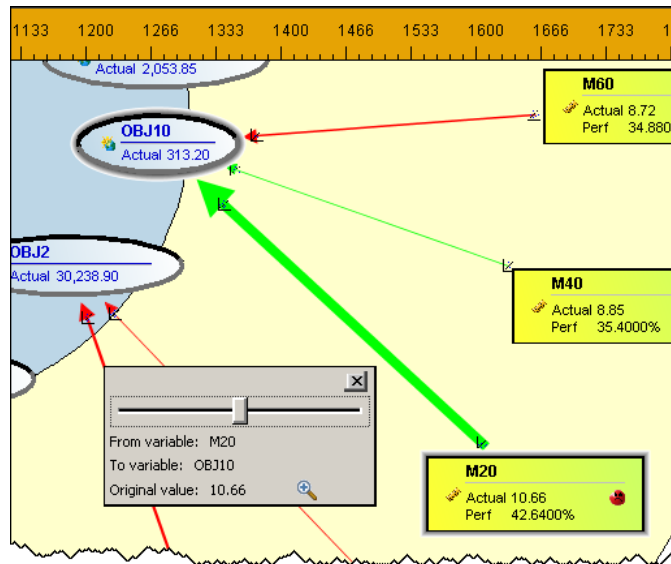 1133 1200 1266 1333 1400 1466 1533 1600 1666 1733
Actual 2,053.85
M60
Actual 8.72
Perf 34.880
OBJ10
Actual 313.20
OBJ2
Actual 30,238.90
M40
Actual 8.85
Perf 35.4000%
From variable: M20
To variable: OBJ10
Original value: 10.66
M20
Actual 10.66
Perf 42.6400%